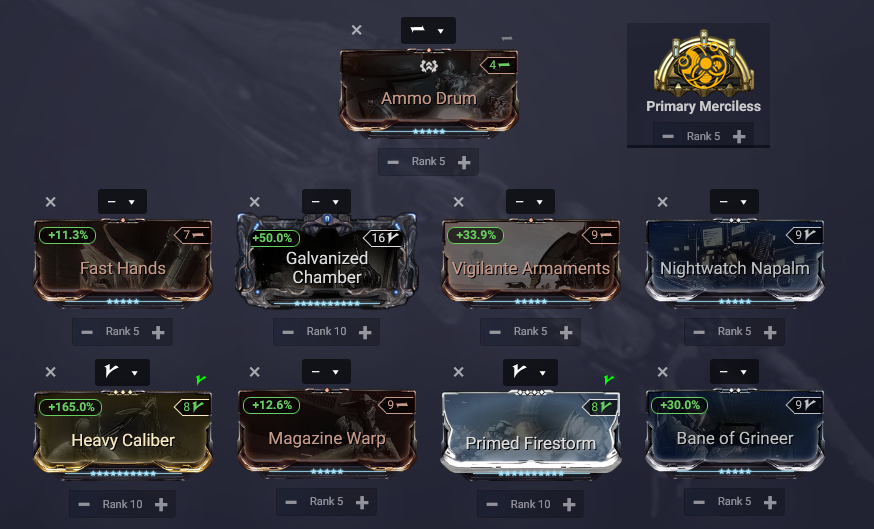 4
Ammo Drum
Rank 5
Primary Merciless
Rank 5
+11.3%
7
Fast Hands
Rank 5
+50.0%
16
Galvanized
Chamber
Rank 10
+33.9%
9
Vigilante Armaments
Rank 5
9
Nightwatch Napalm
Rank 5
+165.0%
8
Heavy Caliber
Rank 10
+12.6%
9
Magazine Warp
Rank 5
8
Primed Firestorm
Rank 10
+30.0%
9
Bane of Grineer
Rank 5